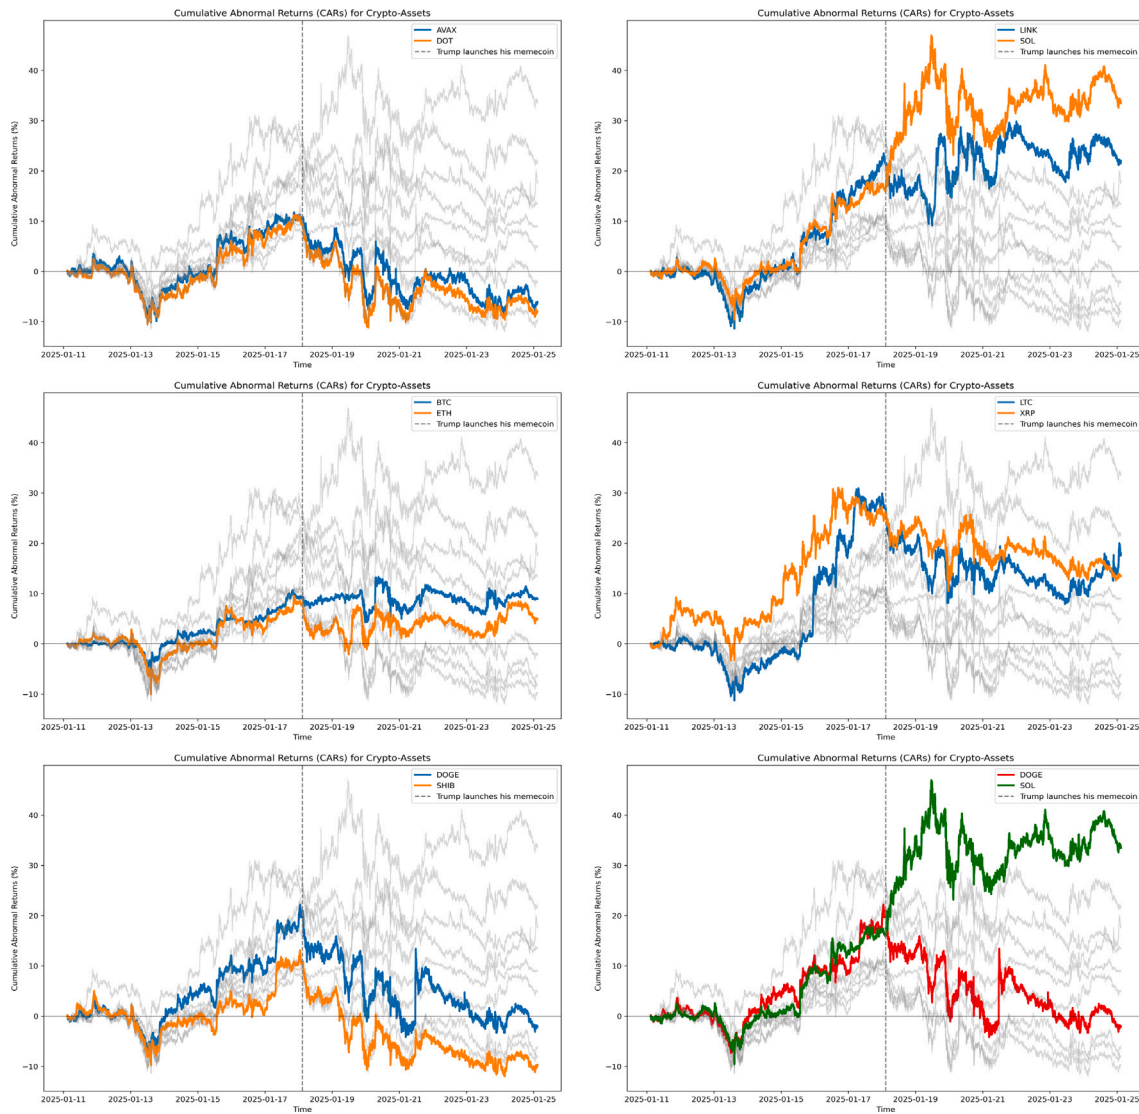 Cumulative Abnormal Returns (CARs) for Crypto-Assets
AVAX
DOT
Trump launches his memecoin
Cumulative Abnormal Returns (%)
40
30
20
10
0
−10
2025-01-11 2025-01-13 2025-01-15 2025-01-17 2025-01-19 2025-01-21 2025-01-23 2025-01-25
Time
Cumulative Abnormal Returns (CARs) for Crypto-Assets
LINK
SOL
Trump launches his memecoin
Cumulative Abnormal Returns (%)
40
30
20
10
0
−10
2025-01-11 2025-01-13 2025-01-15 2025-01-17 2025-01-19 2025-01-21 2025-01-23 2025-01-25
Time
Cumulative Abnormal Returns (CARs) for Crypto-Assets
BTC
ETH
Trump launches his memecoin
Cumulative Abnormal Returns (%)
40
30
20
10
0
−10
2025-01-11 2025-01-13 2025-01-15 2025-01-17 2025-01-19 2025-01-21 2025-01-23 2025-01-25
Time
Cumulative Abnormal Returns (CARs) for Crypto-Assets
LTC
XRP
Trump launches his memecoin
Cumulative Abnormal Returns (%)
40
30
20
10
0
−10
2025-01-11 2025-01-13 2025-01-15 2025-01-17 2025-01-19 2025-01-21 2025-01-23 2025-01-25
Time
Cumulative Abnormal Returns (CARs) for Crypto-Assets
DOGE
SHIB
Trump launches his memecoin
Cumulative Abnormal Returns (%)
40
30
20
10
0
−10
2025-01-11 2025-01-13 2025-01-15 2025-01-17 2025-01-19 2025-01-21 2025-01-23 2025-01-25
Time
Cumulative Abnormal Returns (CARs) for Crypto-Assets
DOGE
SOL
Trump launches his memecoin
Cumulative Abnormal Returns (%)
40
30
20
10
0
−10
2025-01-11 2025-01-13 2025-01-15 2025-01-17 2025-01-19 2025-01-21 2025-01-23 2025-01-25
Time